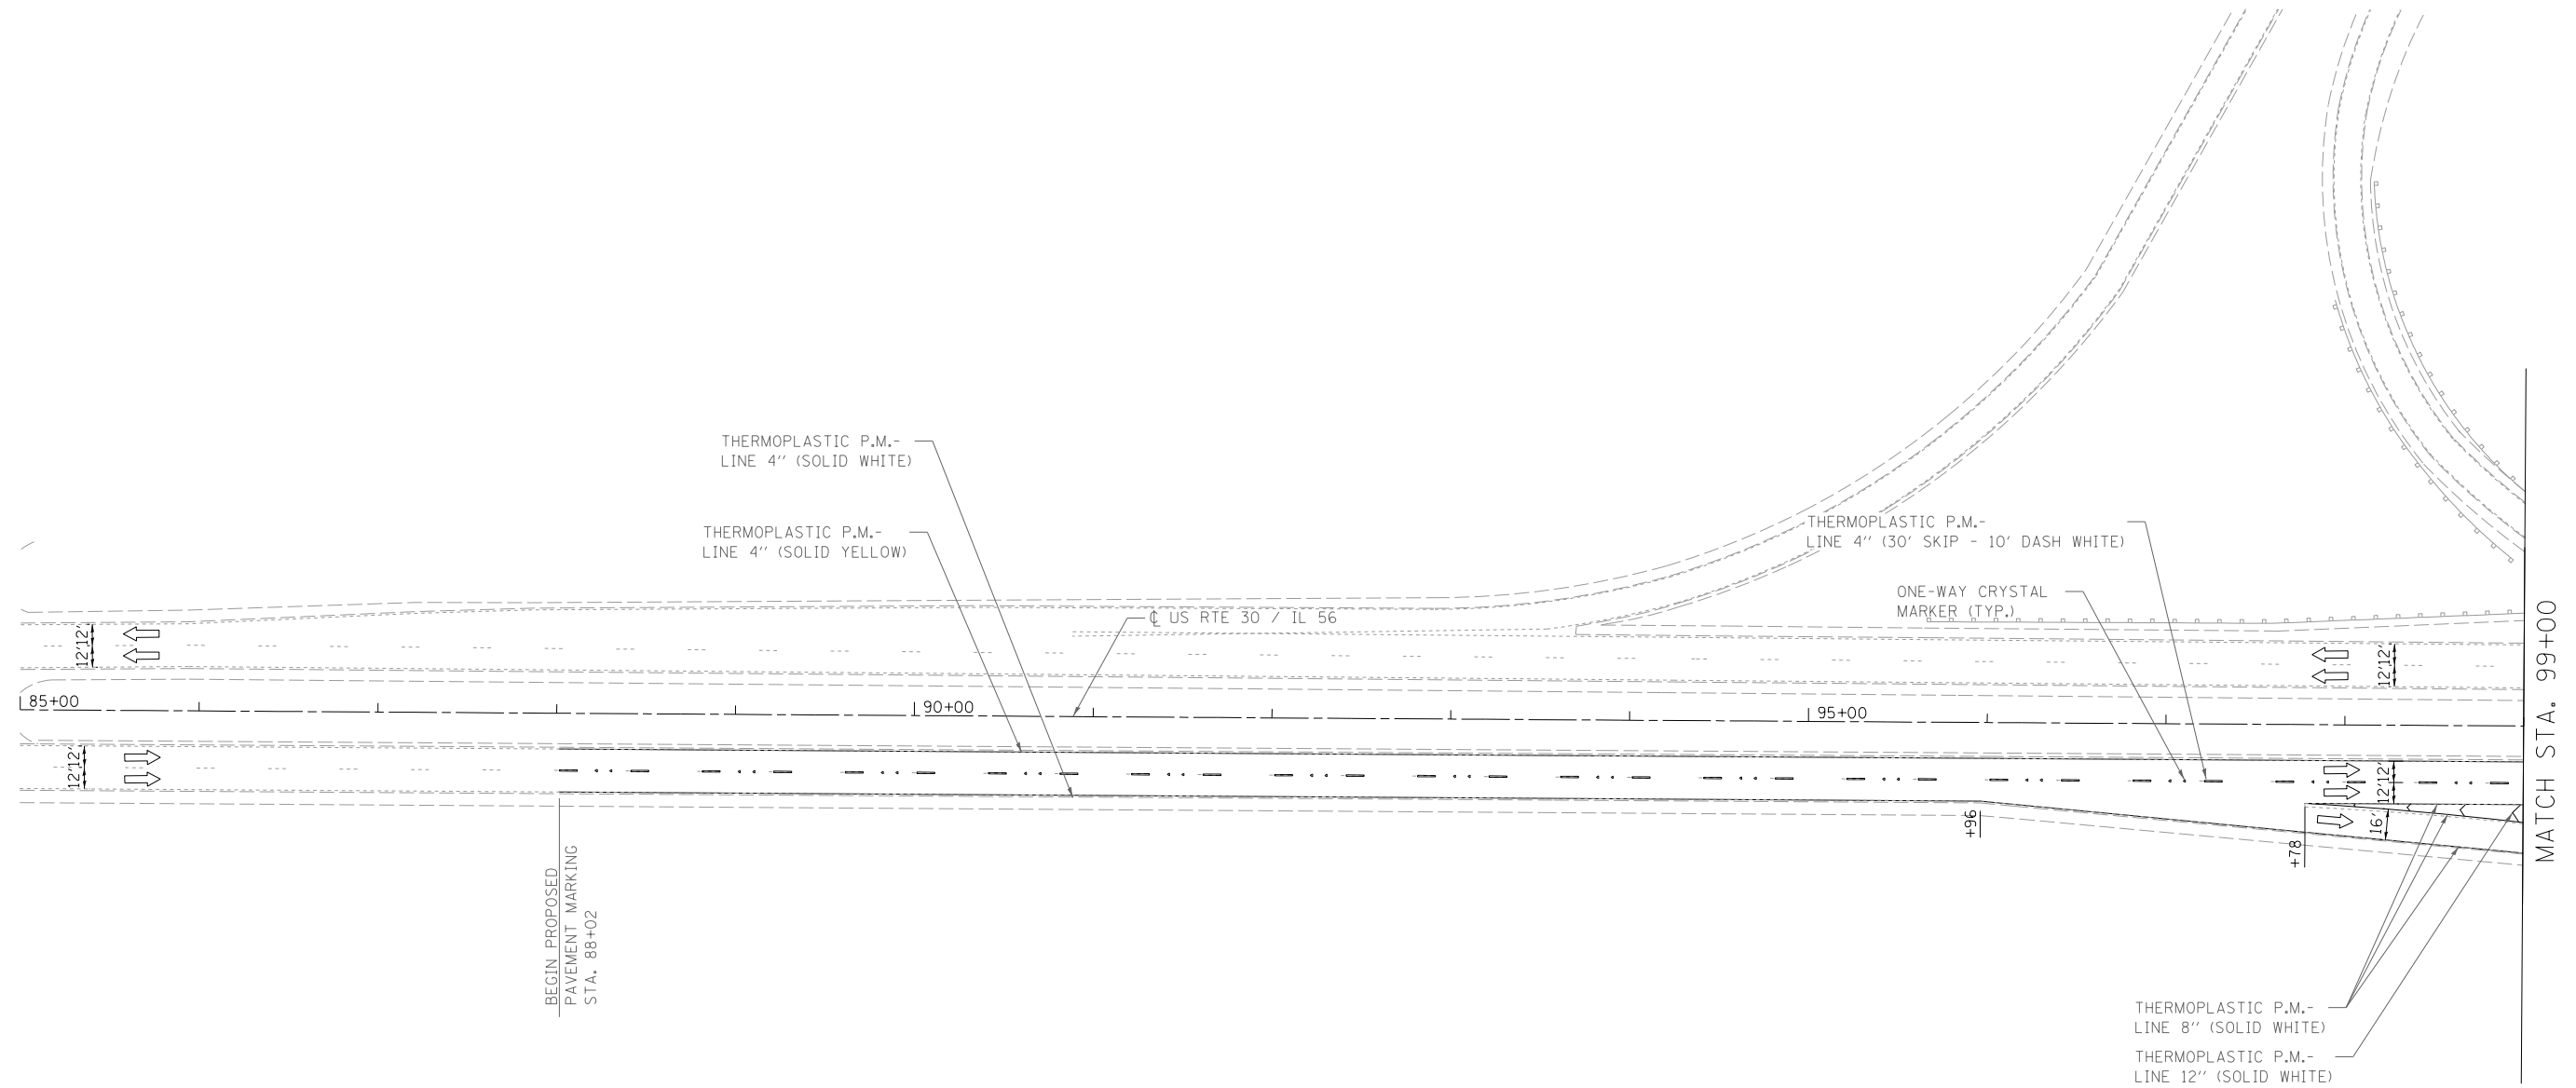 THERMOPLASTIC P.M.-
LINE 4'' (SOLID WHITE)
THERMOPLASTIC P.M.-
LINE 4'' (SOLID YELLOW)
THERMOPLASTIC P.M.-
LINE 4'' (30' SKIP - 10' DASH WHITE)
ONE-WAY CRYSTAL
MARKER (TYP.)
℄ US RTE 30 / IL 56
12'
12'
12'
12'
85+00
90+00
95+00
12'
12'
12'
12'
16'
+96
+78
MATCH STA. 99+00
BEGIN PROPOSED
PAVEMENT MARKING
STA. 88+02
THERMOPLASTIC P.M.-
LINE 8'' (SOLID WHITE)
THERMOPLASTIC P.M.-
LINE 12'' (SOLID WHITE)